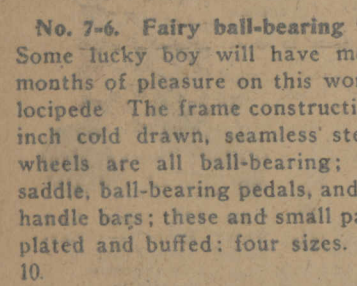 No. 7-6. Fairy ball-bearing
Some lucky boy will have m
months of pleasure on this wo
locipede The frame constructi
inch cold drawn, seamless ste
wheels are all ball-bearing;
saddle, ball-bearing pedals, and
handle bars; these and small pa
plated and buffed: four sizes.
10.